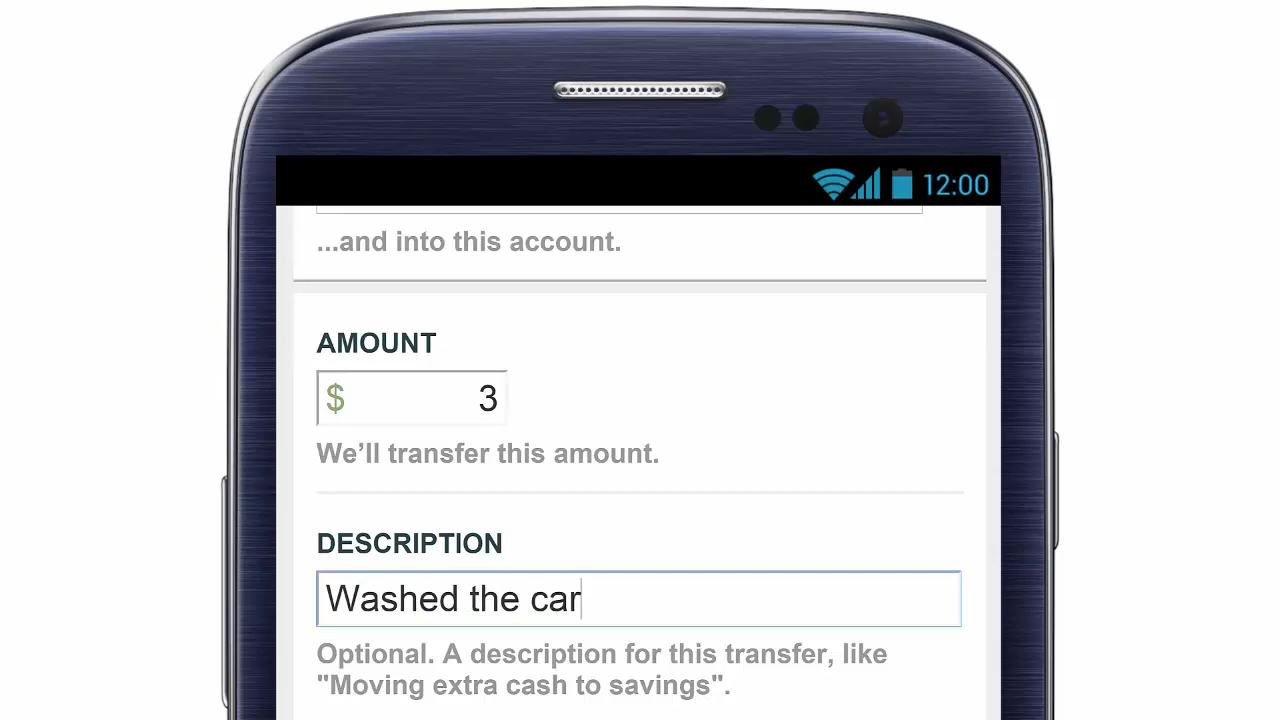 12:00
...and into this account.
AMOUNT
$ 3
We’ll transfer this amount.
DESCRIPTION
Washed the car
Optional. A description for this transfer, like
"Moving extra cash to savings".